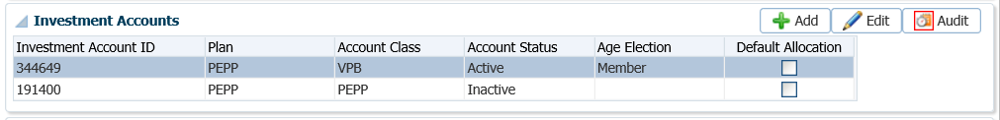 Investment Accounts Add Edit Audit
Investment Account ID Plan Account Class Account Status Age Election Default Allocation
344649 PEPP VPB Active Member
191400 PEPP PEPP Inactive